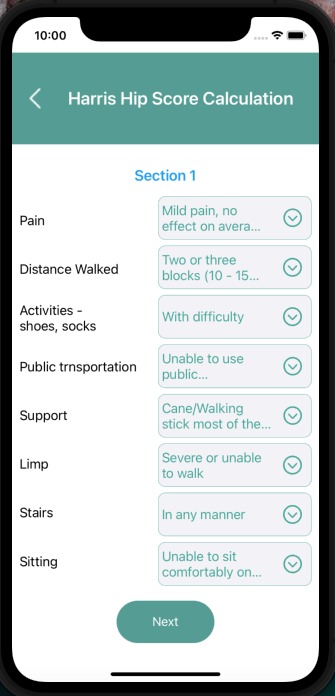 10:00
Harris Hip Score Calculation
Section 1
Pain
Mild pain, no
effect on avera...
Distance Walked
Two or three
blocks (10 - 15...
Activities -
shoes, socks
With difficulty
Public trnsportation
Unable to use
public...
Support
Cane/Walking
stick most of the...
Limp
Severe or unable
to walk
Stairs
In any manner
Sitting
Unable to sit
comfortably on...
Next